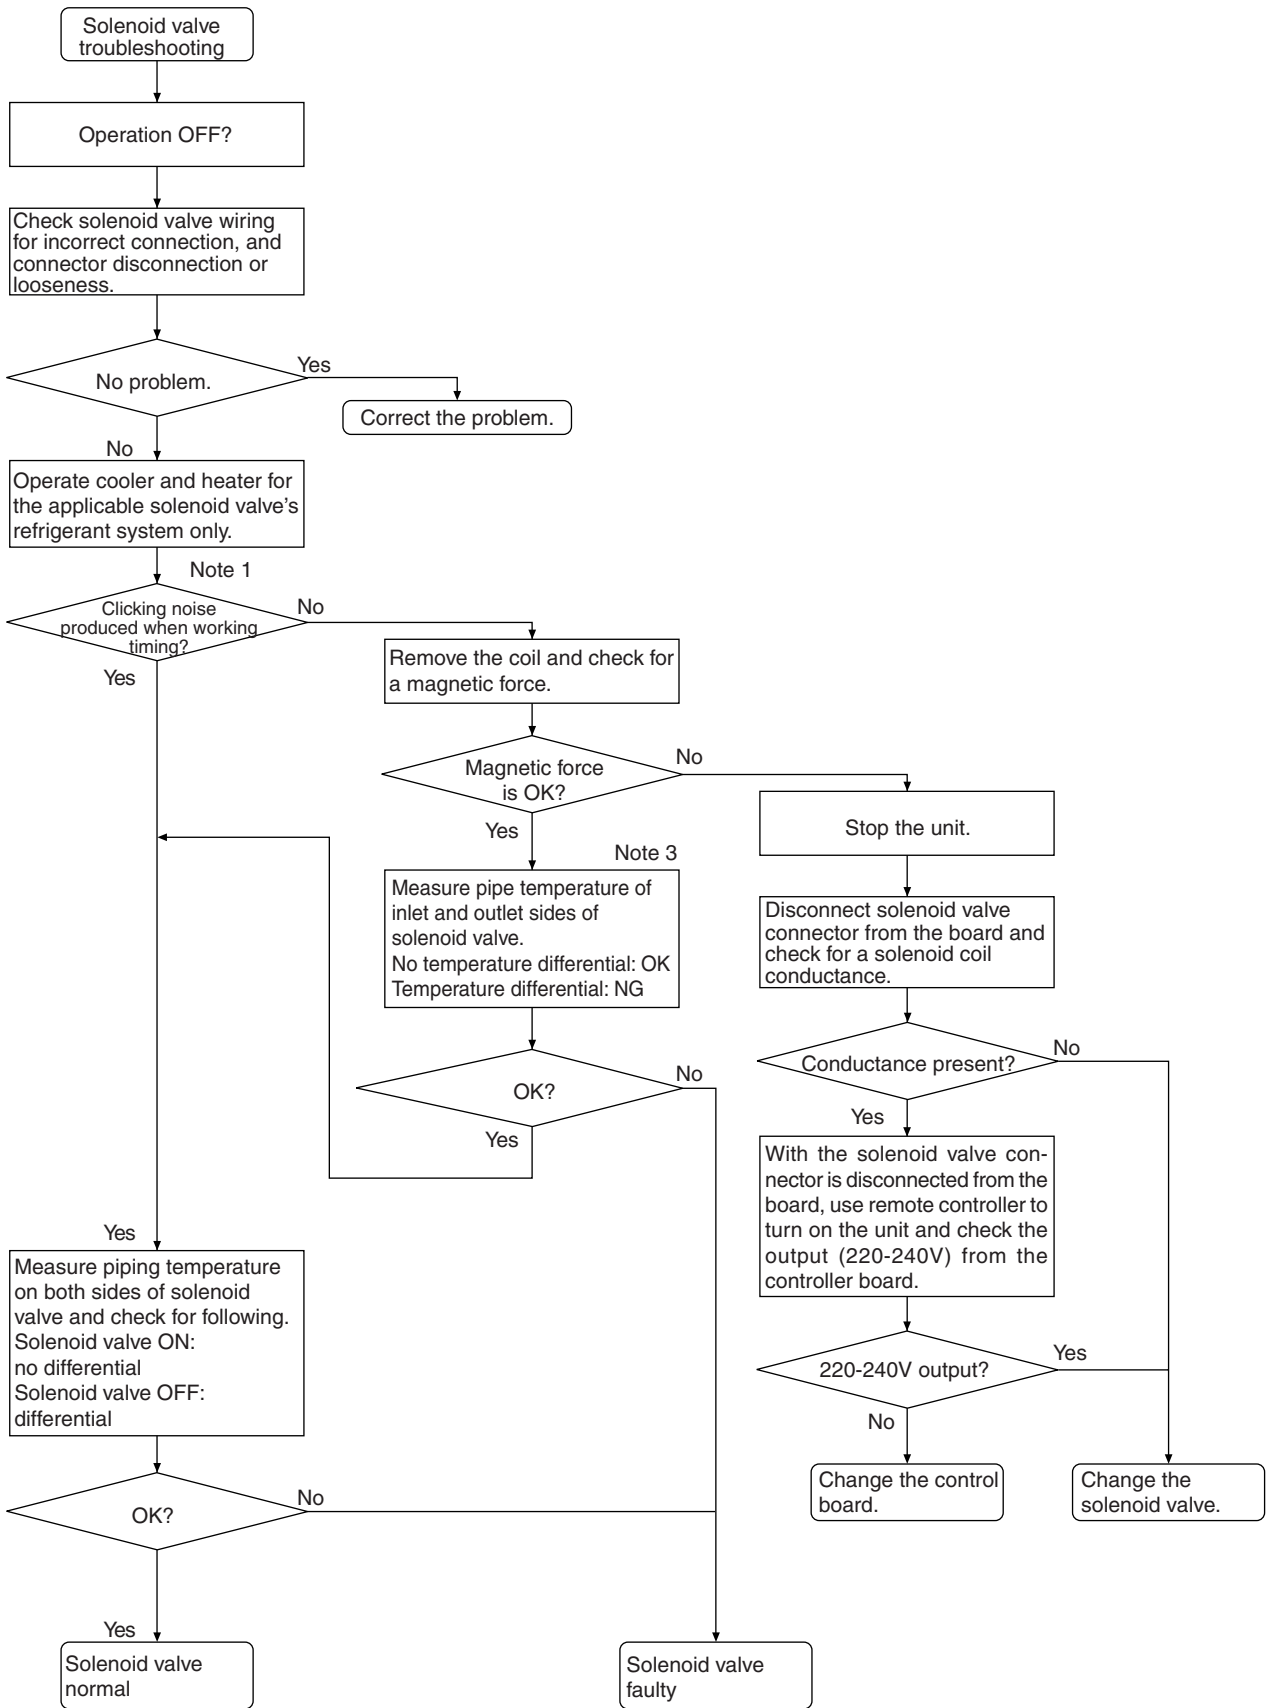 Solenoid valve
troubleshooting
Operation OFF?
Check solenoid valve wiring
for incorrect connection, and
connector disconnection or
looseness.
No problem.
Yes
Correct the problem.
No
Operate cooler and heater for
the applicable solenoid valve's
refrigerant system only.
Note 1
Clicking noise
produced when working
timing?
No
Yes
Remove the coil and check for
a magnetic force.
Magnetic force
is OK?
No
Yes
Stop the unit.
Note 3
Measure pipe temperature of
inlet and outlet sides of
solenoid valve.
No temperature differential: OK
Temperature differential: NG
Disconnect solenoid valve
connector from the board and
check for a solenoid coil
conductance.
OK?
No
Yes
Conductance present?
No
Yes
With the solenoid valve con-
nector is disconnected from the
board, use remote controller to
turn on the unit and check the
output (220-240V) from the
controller board.
Yes
Measure piping temperature
on both sides of solenoid
valve and check for following.
Solenoid valve ON:
no differential
Solenoid valve OFF:
differential
220-240V output?
Yes
No
Change the control
board.
Change the
solenoid valve.
OK?
No
Yes
Solenoid valve
normal
Solenoid valve
faulty